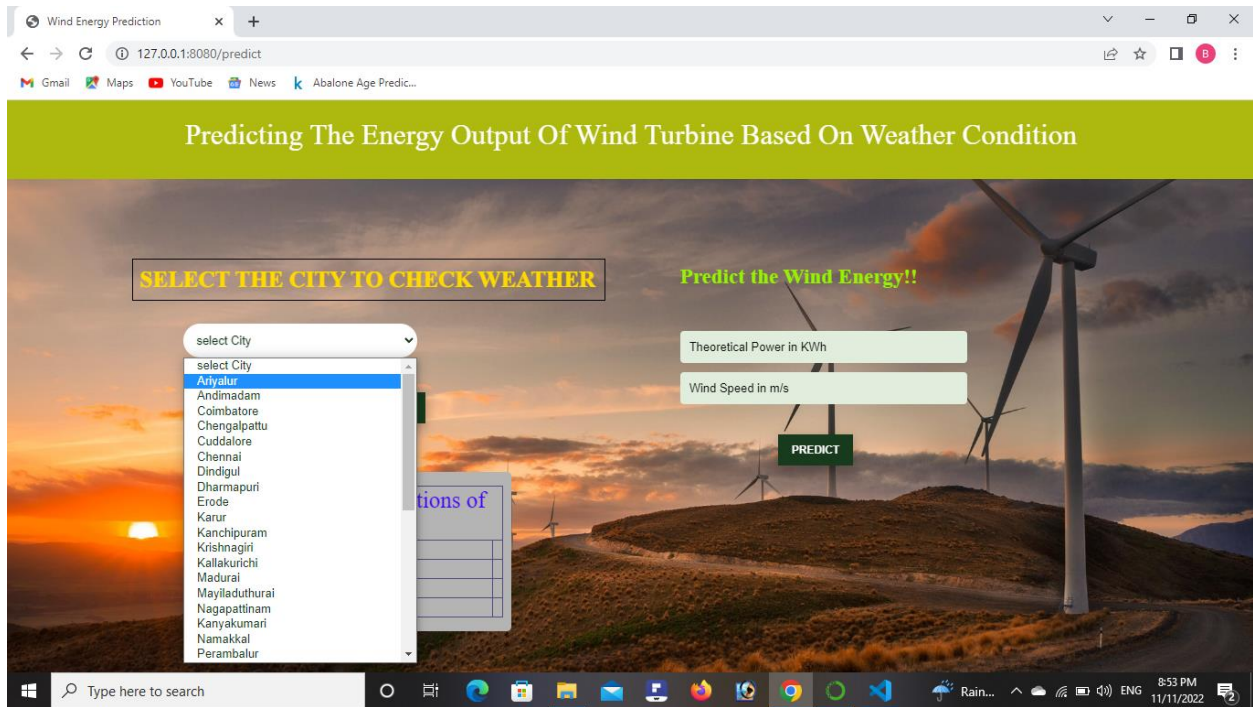 Wind Energy Prediction
127.0.0.1:8080/predict
B
Gmail Maps YouTube News k Abalone Age Predic...
Predicting The Energy Output Of Wind Turbine Based On Weather Condition
SELECT THE CITY TO CHECK WEATHER
select City
select City
Ariyalur
Andimadam
Coimbatore
Chengalpattu
Cuddalore
Chennai
Dindigul
Dharmapuri
Erode
Karur
Kanchipuram
Krishnagiri
Kallakurichi
Madurai
Mayiladuthurai
Nagapattinam
Kanyakumari
Namakkal
Perambalur
tions of
Predict the Wind Energy!!
Theoretical Power in KWh
Wind Speed in m/s
PREDICT
Type here to search
Rain... ENG 8:53 PM
11/11/2022
2